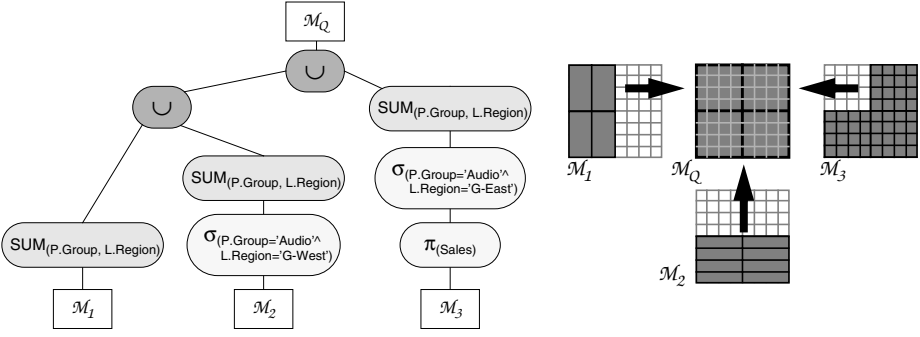 M_Q
∪
∪
SUM(P.Group, L.Region)
SUM(P.Group, L.Region)
σ(P.Group='Audio'^
L.Region='G-East')
SUM(P.Group, L.Region)
σ(P.Group='Audio'^
L.Region='G-West')
π(Sales)
M_1
M_2
M_3
M_1
M_Q
M_3
M_2